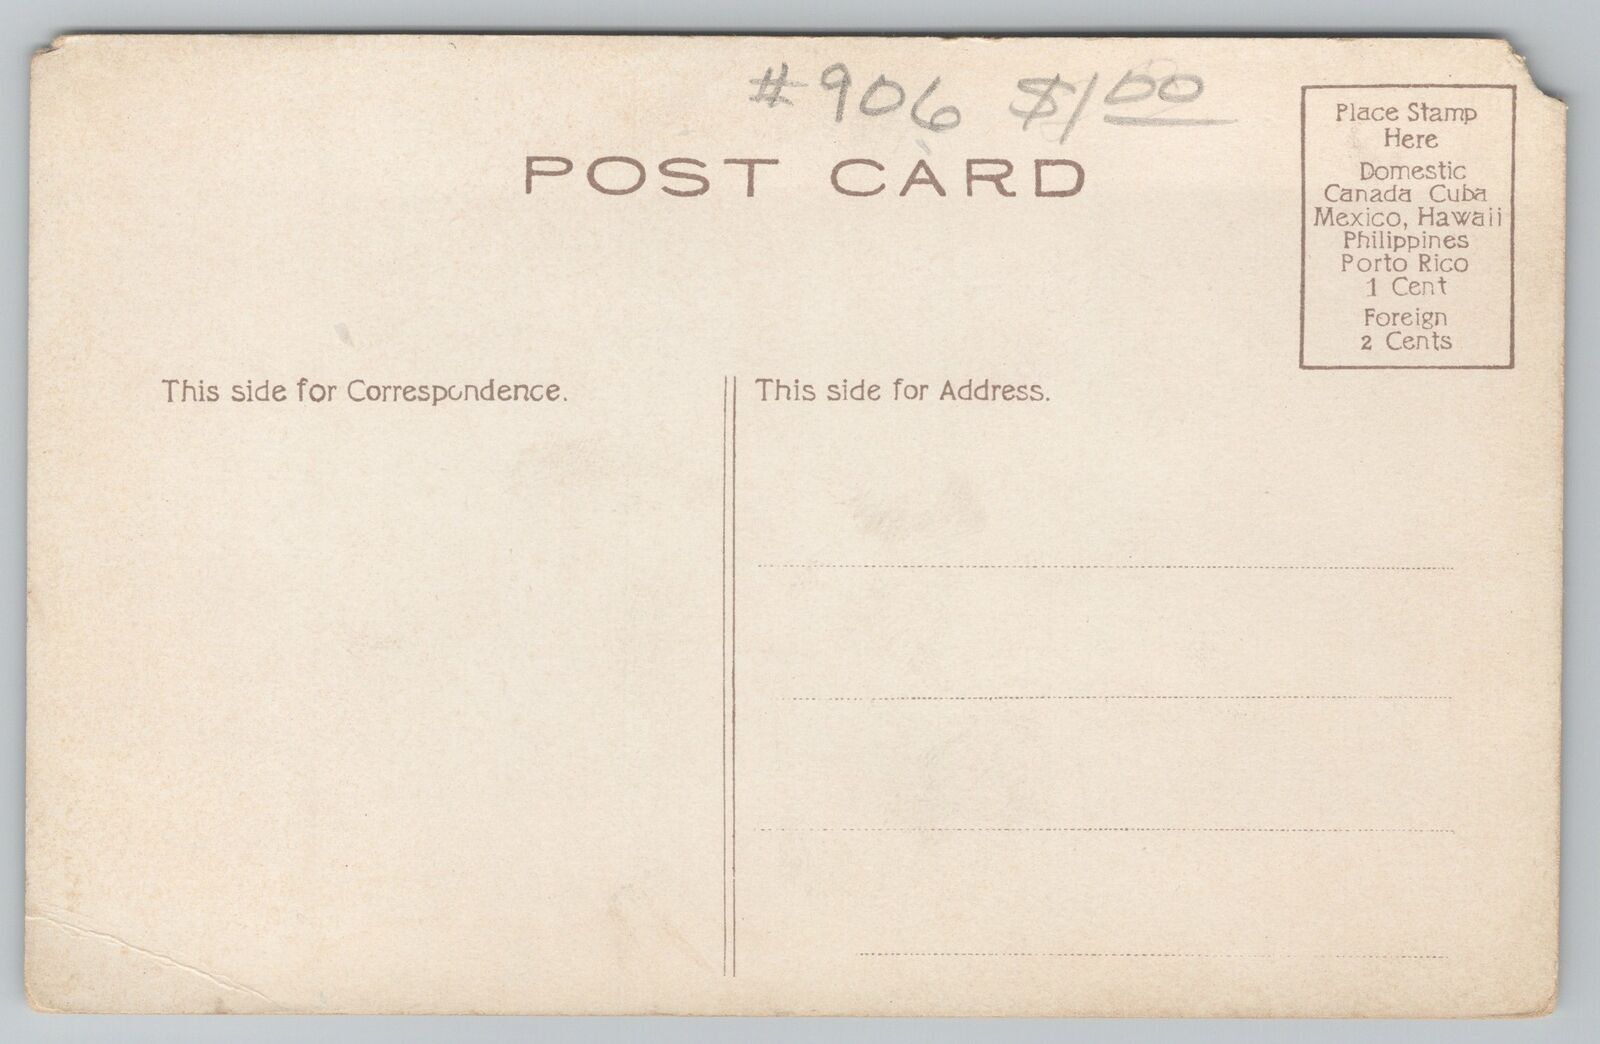 #906 $1.00
POST CARD
Place Stamp
Here
Domestic
Canada Cuba
Mexico, Hawaii
Philippines
Porto Rico
1 Cent
Foreign
2 Cents
This side for Correspondence.
This side for Address.